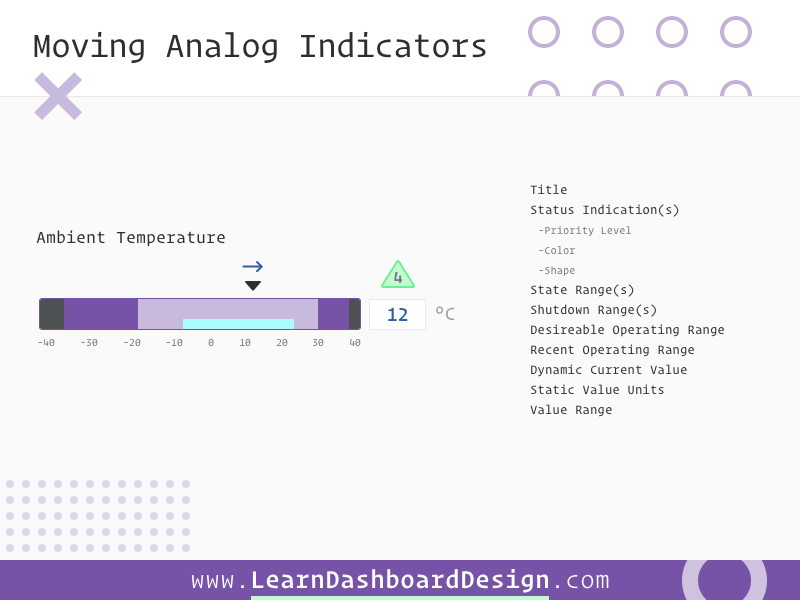 Moving Analog Indicators
Ambient Temperature
→
4
12 °C
-40 -30 -20 -10 0 10 20 30 40
Title
Status Indication(s)
-Priority Level
-Color
-Shape
State Range(s)
Shutdown Range(s)
Desireable Operating Range
Recent Operating Range
Dynamic Current Value
Static Value Units
Value Range
www.LearnDashboardDesign.com